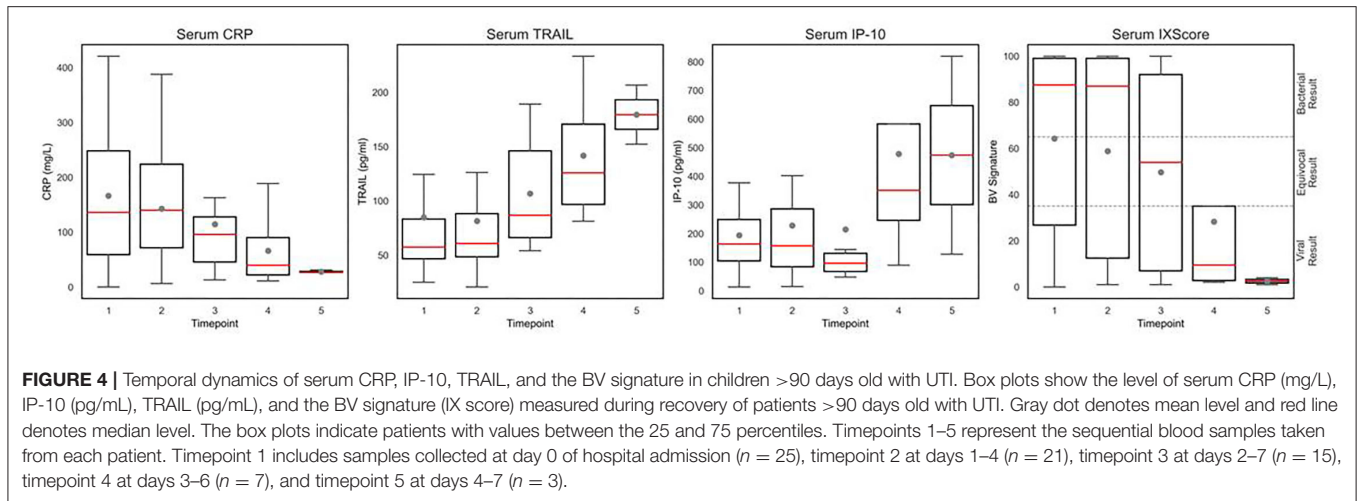 Serum CRP
Serum TRAIL
Serum IP-10
Serum IXScore
CRP (mg/L)
400
300
200
100
0
1 2 3 4 5
Timepoint
TRAIL (pg/ml)
200
150
100
50
1 2 3 4 5
Timepoint
IP-10 (pg/ml)
800
700
600
500
400
300
200
100
0
1 2 3 4 5
Timepoint
BV Signature
100
80
60
40
20
0
1 2 3 4 5
Timepoint
Bacterial
Result
Equivocal
Result
Viral
Result
FIGURE 4 | Temporal dynamics of serum CRP, IP-10, TRAIL, and the BV signature in children >90 days old with UTI. Box plots show the level of serum CRP (mg/L),
IP-10 (pg/mL), TRAIL (pg/mL), and the BV signature (IX score) measured during recovery of patients >90 days old with UTI. Gray dot denotes mean level and red line
denotes median level. The box plots indicate patients with values between the 25 and 75 percentiles. Timepoints 1–5 represent the sequential blood samples taken
from each patient. Timepoint 1 includes samples collected at day 0 of hospital admission (n = 25), timepoint 2 at days 1–4 (n = 21), timepoint 3 at days 2–7 (n = 15),
timepoint 4 at days 3–6 (n = 7), and timepoint 5 at days 4–7 (n = 3).